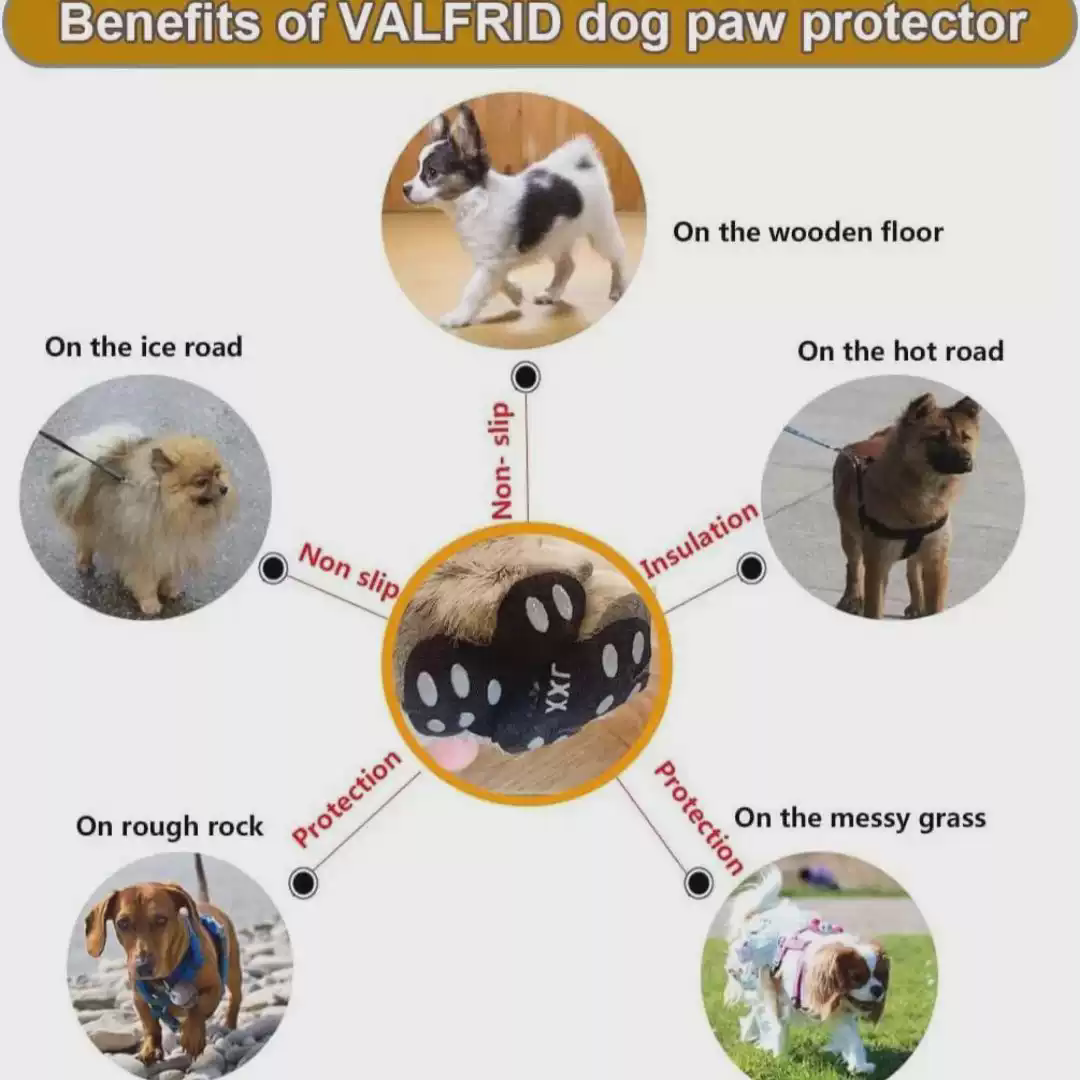 Benefits of VALFRID dog paw protector
On the wooden floor
On the ice road
On the hot road
Non- slip
Non slip
Insulation
XXL
Protection
Protection
On rough rock
On the messy grass